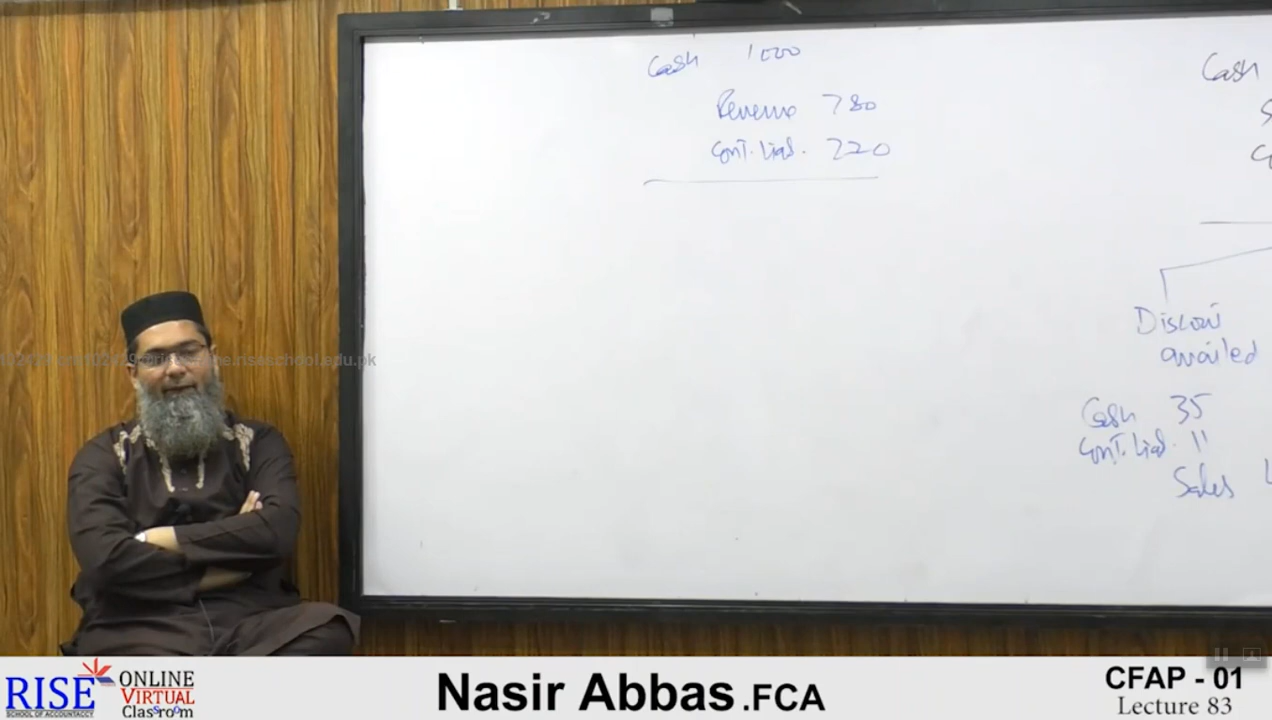 Cash 1000
Revenue 780
Cont. Liab. 220
Cash
Discou
availed
Cash 35
Cont. Liab. 11
Sales
RISE
SCHOOL OF ACCOUNTANCY
ONLINE
VIRTUAL
Classroom
Nasir Abbas .FCA
CFAP - 01
Lecture 83